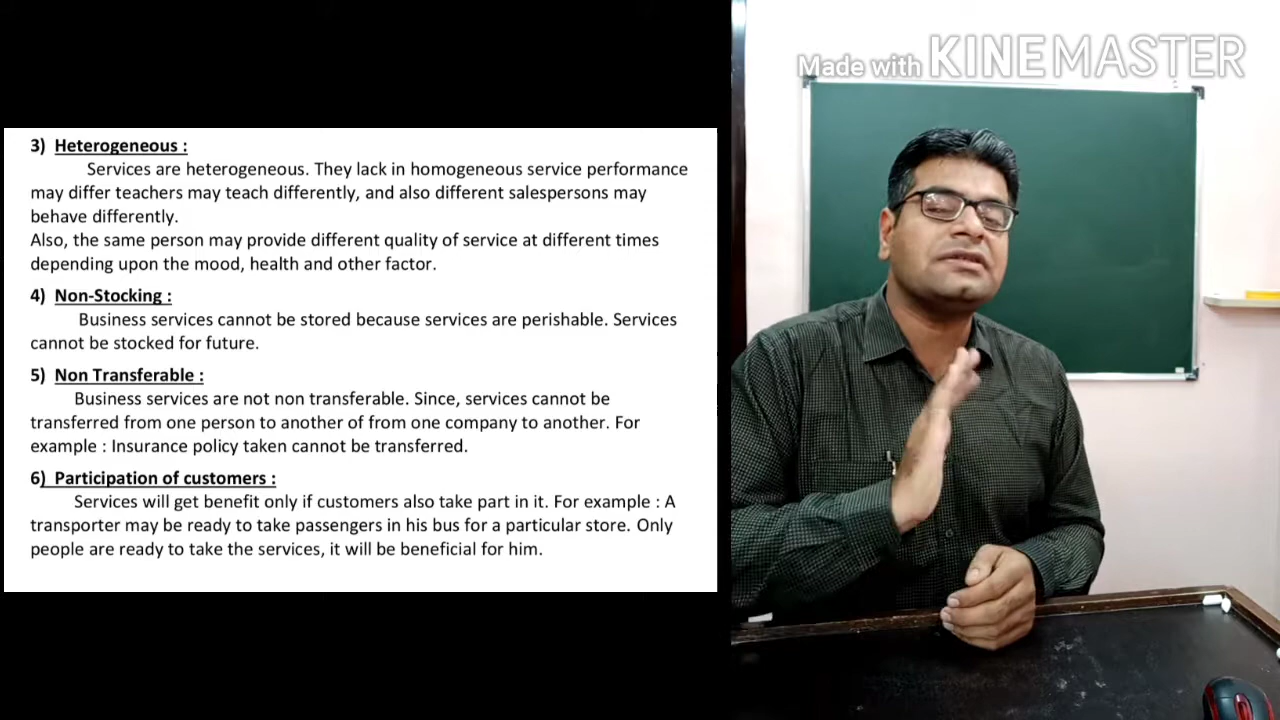 Made with KINEMASTER
3) Heterogeneous :
Services are heterogeneous. They lack in homogeneous service performance
may differ teachers may teach differently, and also different salespersons may
behave differently.
Also, the same person may provide different quality of service at different times
depending upon the mood, health and other factor.
4) Non-Stocking :
Business services cannot be stored because services are perishable. Services
cannot be stocked for future.
5) Non Transferable :
Business services are not non transferable. Since, services cannot be
transferred from one person to another of from one company to another. For
example : Insurance policy taken cannot be transferred.
6) Participation of customers :
Services will get benefit only if customers also take part in it. For example : A
transporter may be ready to take passengers in his bus for a particular store. Only
people are ready to take the services, it will be beneficial for him.